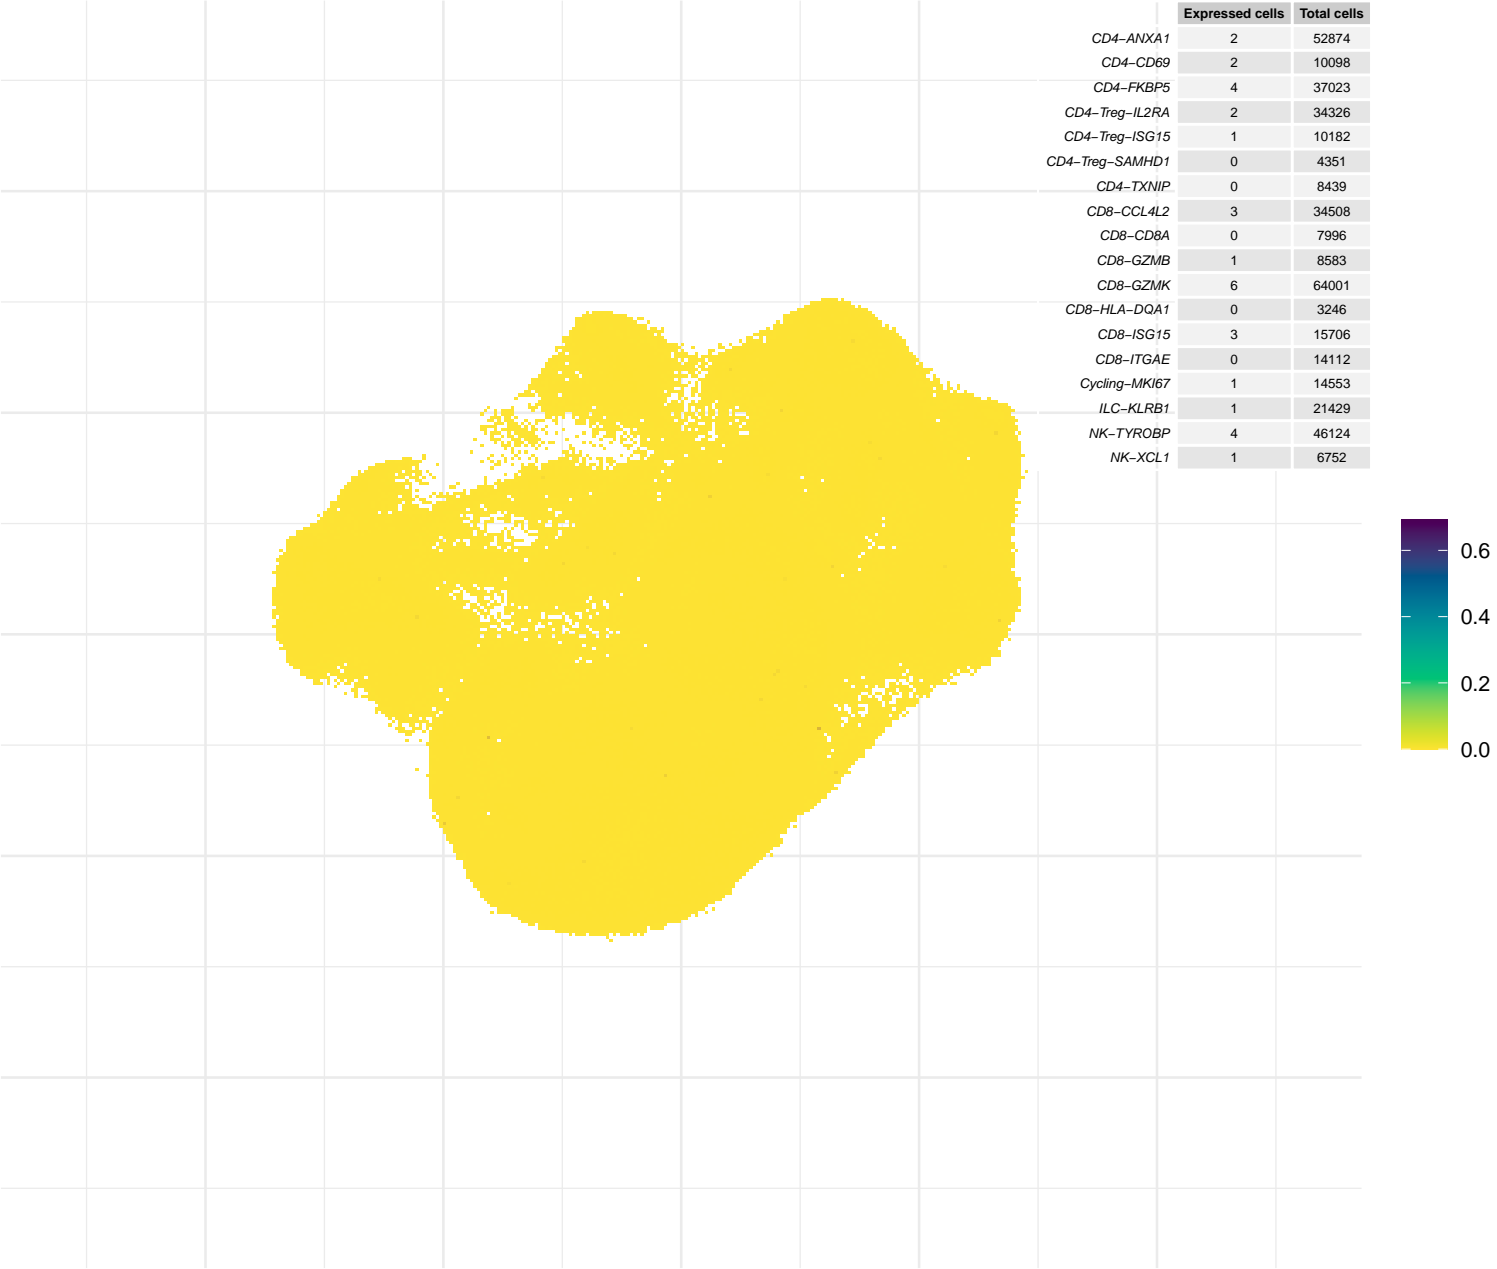 Expressed cells Total cells
CD4−ANXA1 2 52874
CD4−CD69 2 10098
CD4−FKBP5 4 37023
CD4−Treg−IL2RA 2 34326
CD4−Treg−ISG15 1 10182
CD4−Treg−SAMHD1 0 4351
CD4−TXNIP 0 8439
CD8−CCL4L2 3 34508
CD8−CD8A 0 7996
CD8−GZMB 1 8583
CD8−GZMK 6 64001
CD8−HLA−DQA1 0 3246
CD8−ISG15 3 15706
CD8−ITGAE 0 14112
Cycling−MKI67 1 14553
ILC−KLRB1 1 21429
NK−TYROBP 4 46124
NK−XCL1 1 6752
0.6
0.4
0.2
0.0